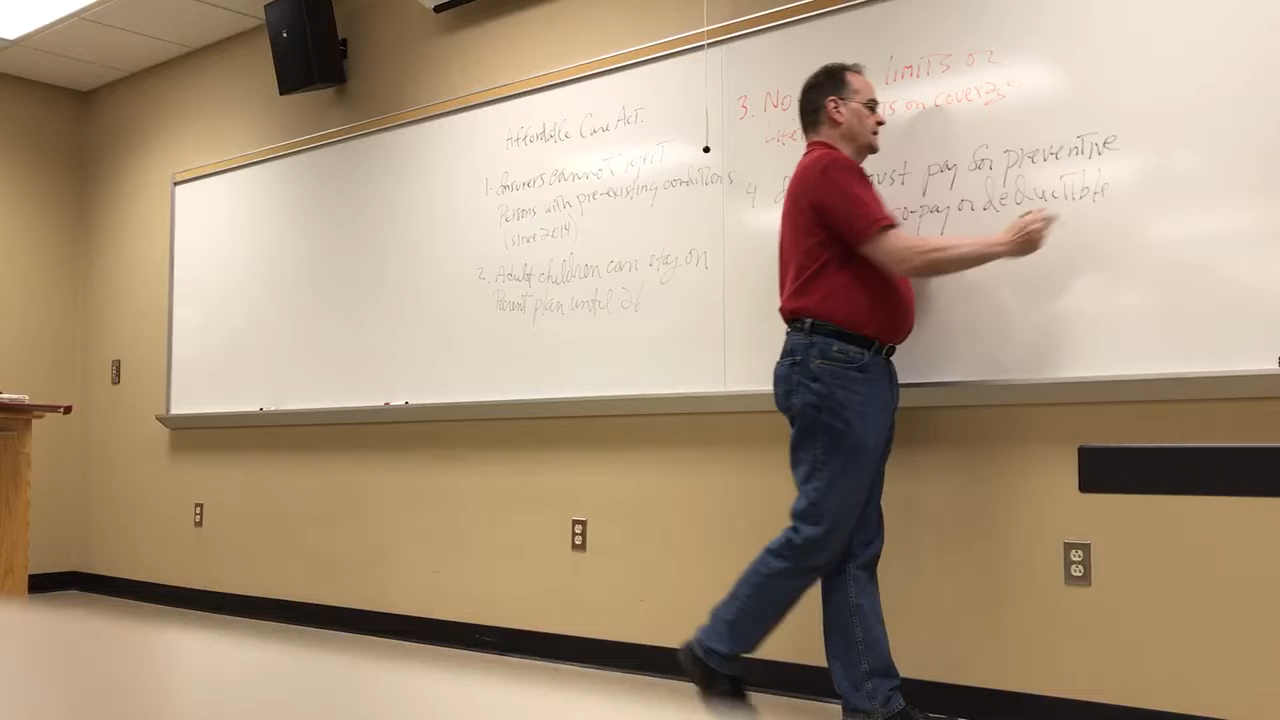 Affordable Care Act.
1. Insurers cannot reject
Persons with pre-existing conditions
(since 2014)
2. Adult children can stay on
Parent plan until 26
3. No limits or
on coverage
4 must pay for preventive
co-pay or deductible